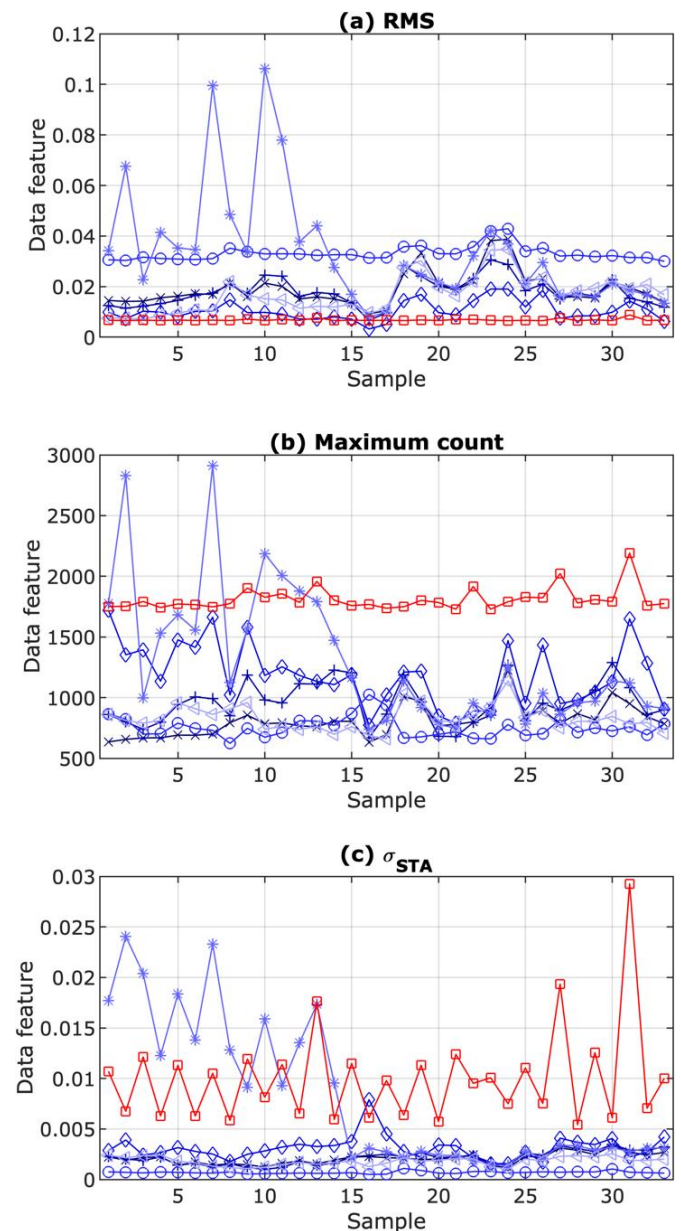 (a) RMS
0.12
0.1
0.08
0.06
0.04
0.02
0
Data feature
5 10 15 20 25 30
Sample
(b) Maximum count
3000
2500
2000
1500
1000
500
Data feature
5 10 15 20 25 30
Sample
(c) σSTA
0.03
0.025
0.02
0.015
0.01
0.005
0
Data feature
5 10 15 20 25 30
Sample